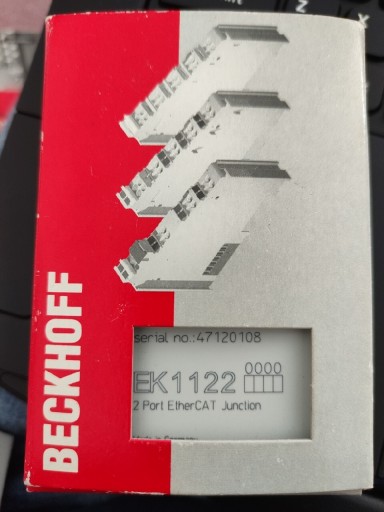 BECKHOFF
serial no.:47120108
EK1122 0000
2 Port EtherCAT Junction